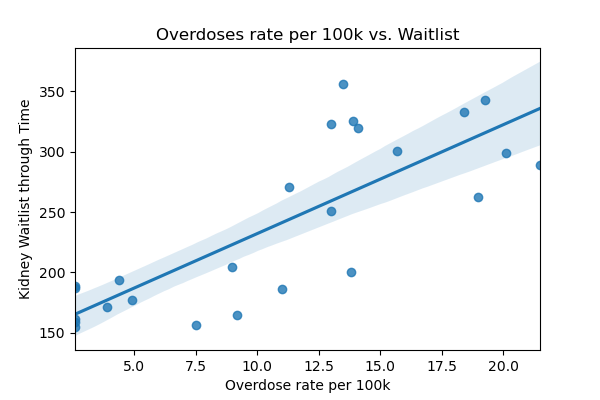 Overdoses rate per 100k vs. Waitlist
Kidney Waitlist through Time
350
300
250
200
150
5.0 7.5 10.0 12.5 15.0 17.5 20.0
Overdose rate per 100k